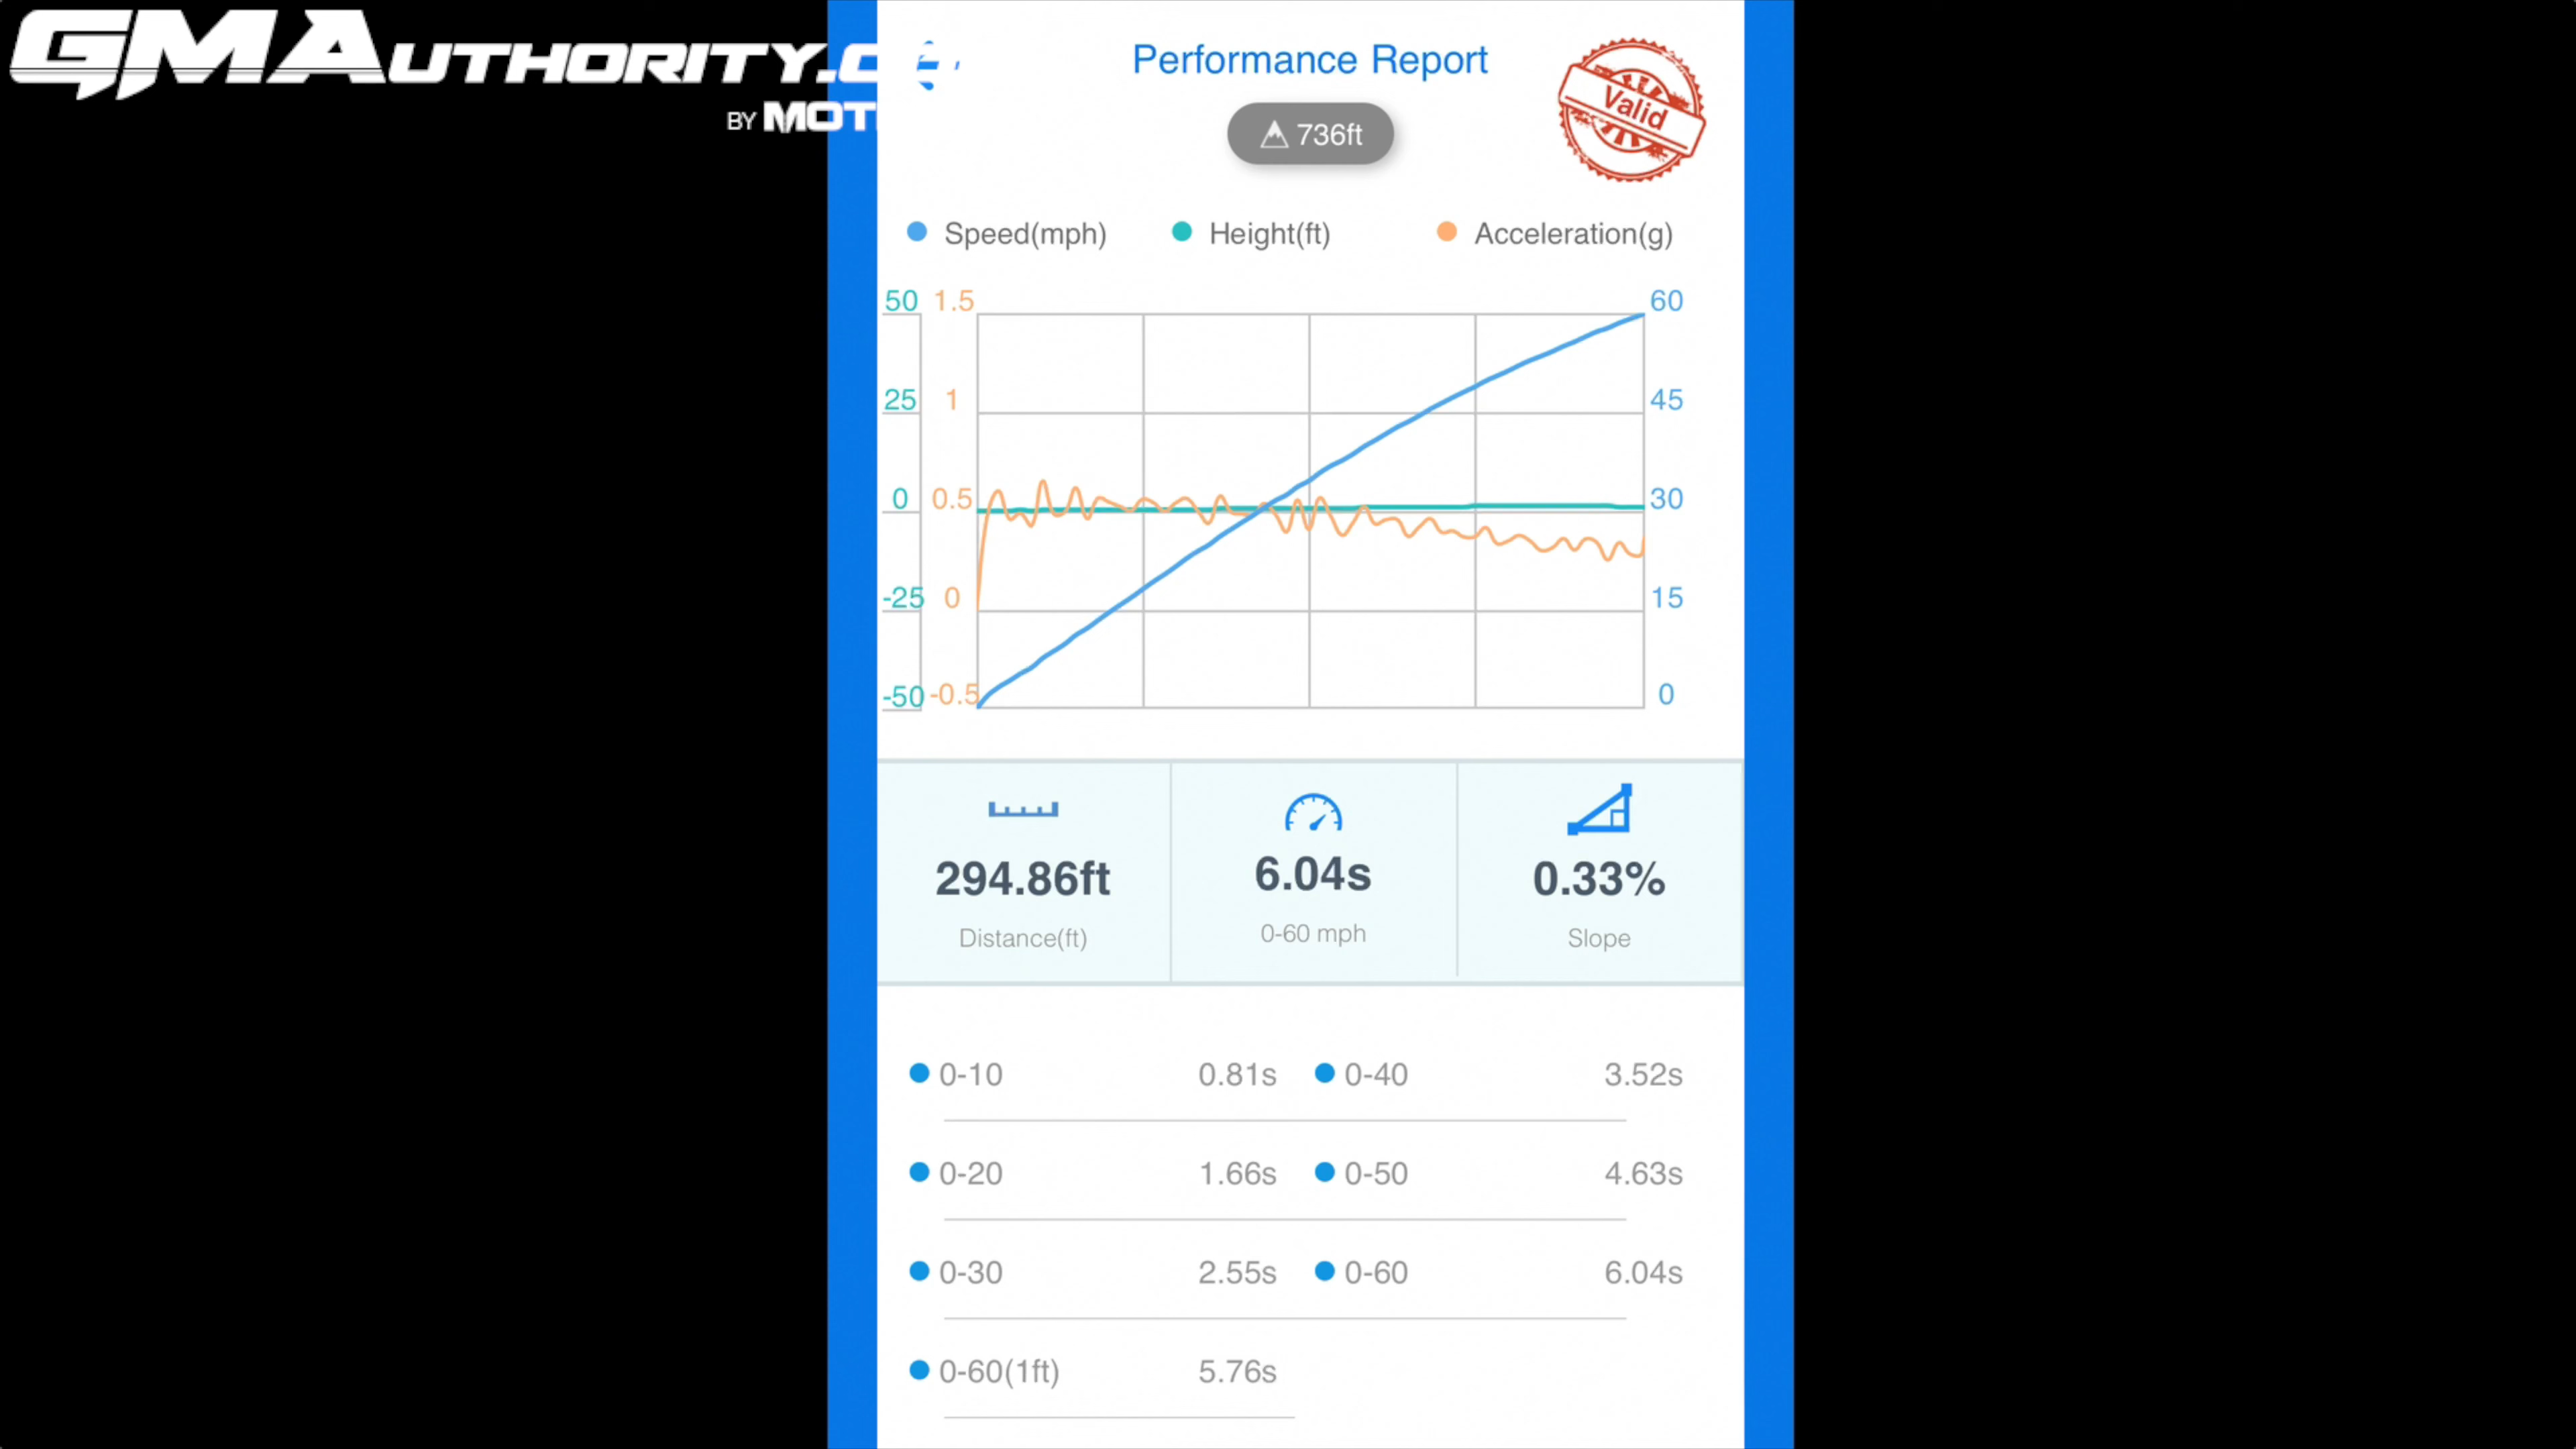 GMAUTHORITY.C
BY MOT
Performance Report
Valid
736ft
Speed(mph) Height(ft) Acceleration(g)
50 1.5 60
25 1 45
0 0.5 30
-25 0 15
-50 -0.5 0
294.86ft 6.04s 0.33%
Distance(ft) 0-60 mph Slope
0-10 0.81s 0-40 3.52s
0-20 1.66s 0-50 4.63s
0-30 2.55s 0-60 6.04s
0-60(1ft) 5.76s